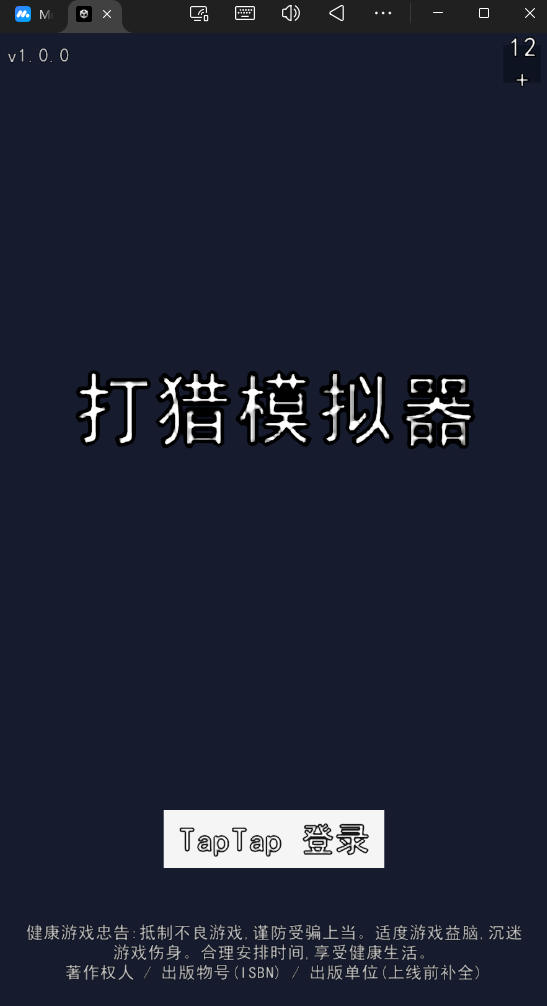 v1.0.0
12
+
打猎模拟器
TapTap 登录
健康游戏忠告:抵制不良游戏,谨防受骗上当。适度游戏益脑,沉迷
游戏伤身。合理安排时间,享受健康生活。
著作权人 / 出版物号(ISBN) / 出版单位(上线前补全)